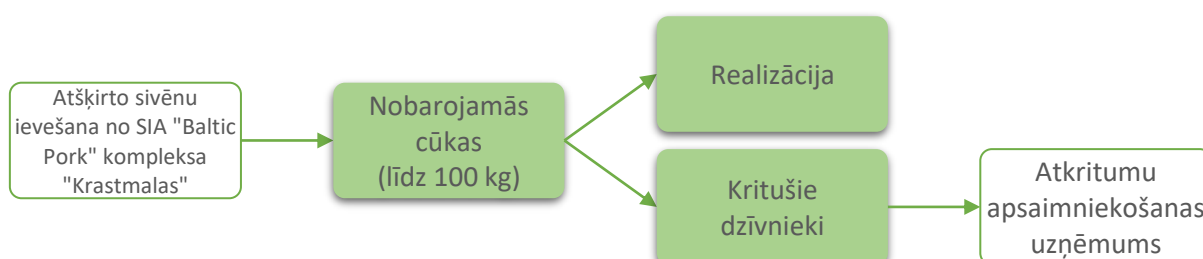 Atšķirto sivēnu
ievešana no SIA "Baltic
Pork" kompleksa
"Krastmalas"
Nobarojamās
cūkas
(līdz 100 kg)
Realizācija
Kritušie
dzīvnieki
Atkritumu
apsaimniekošanas
uzņēmums